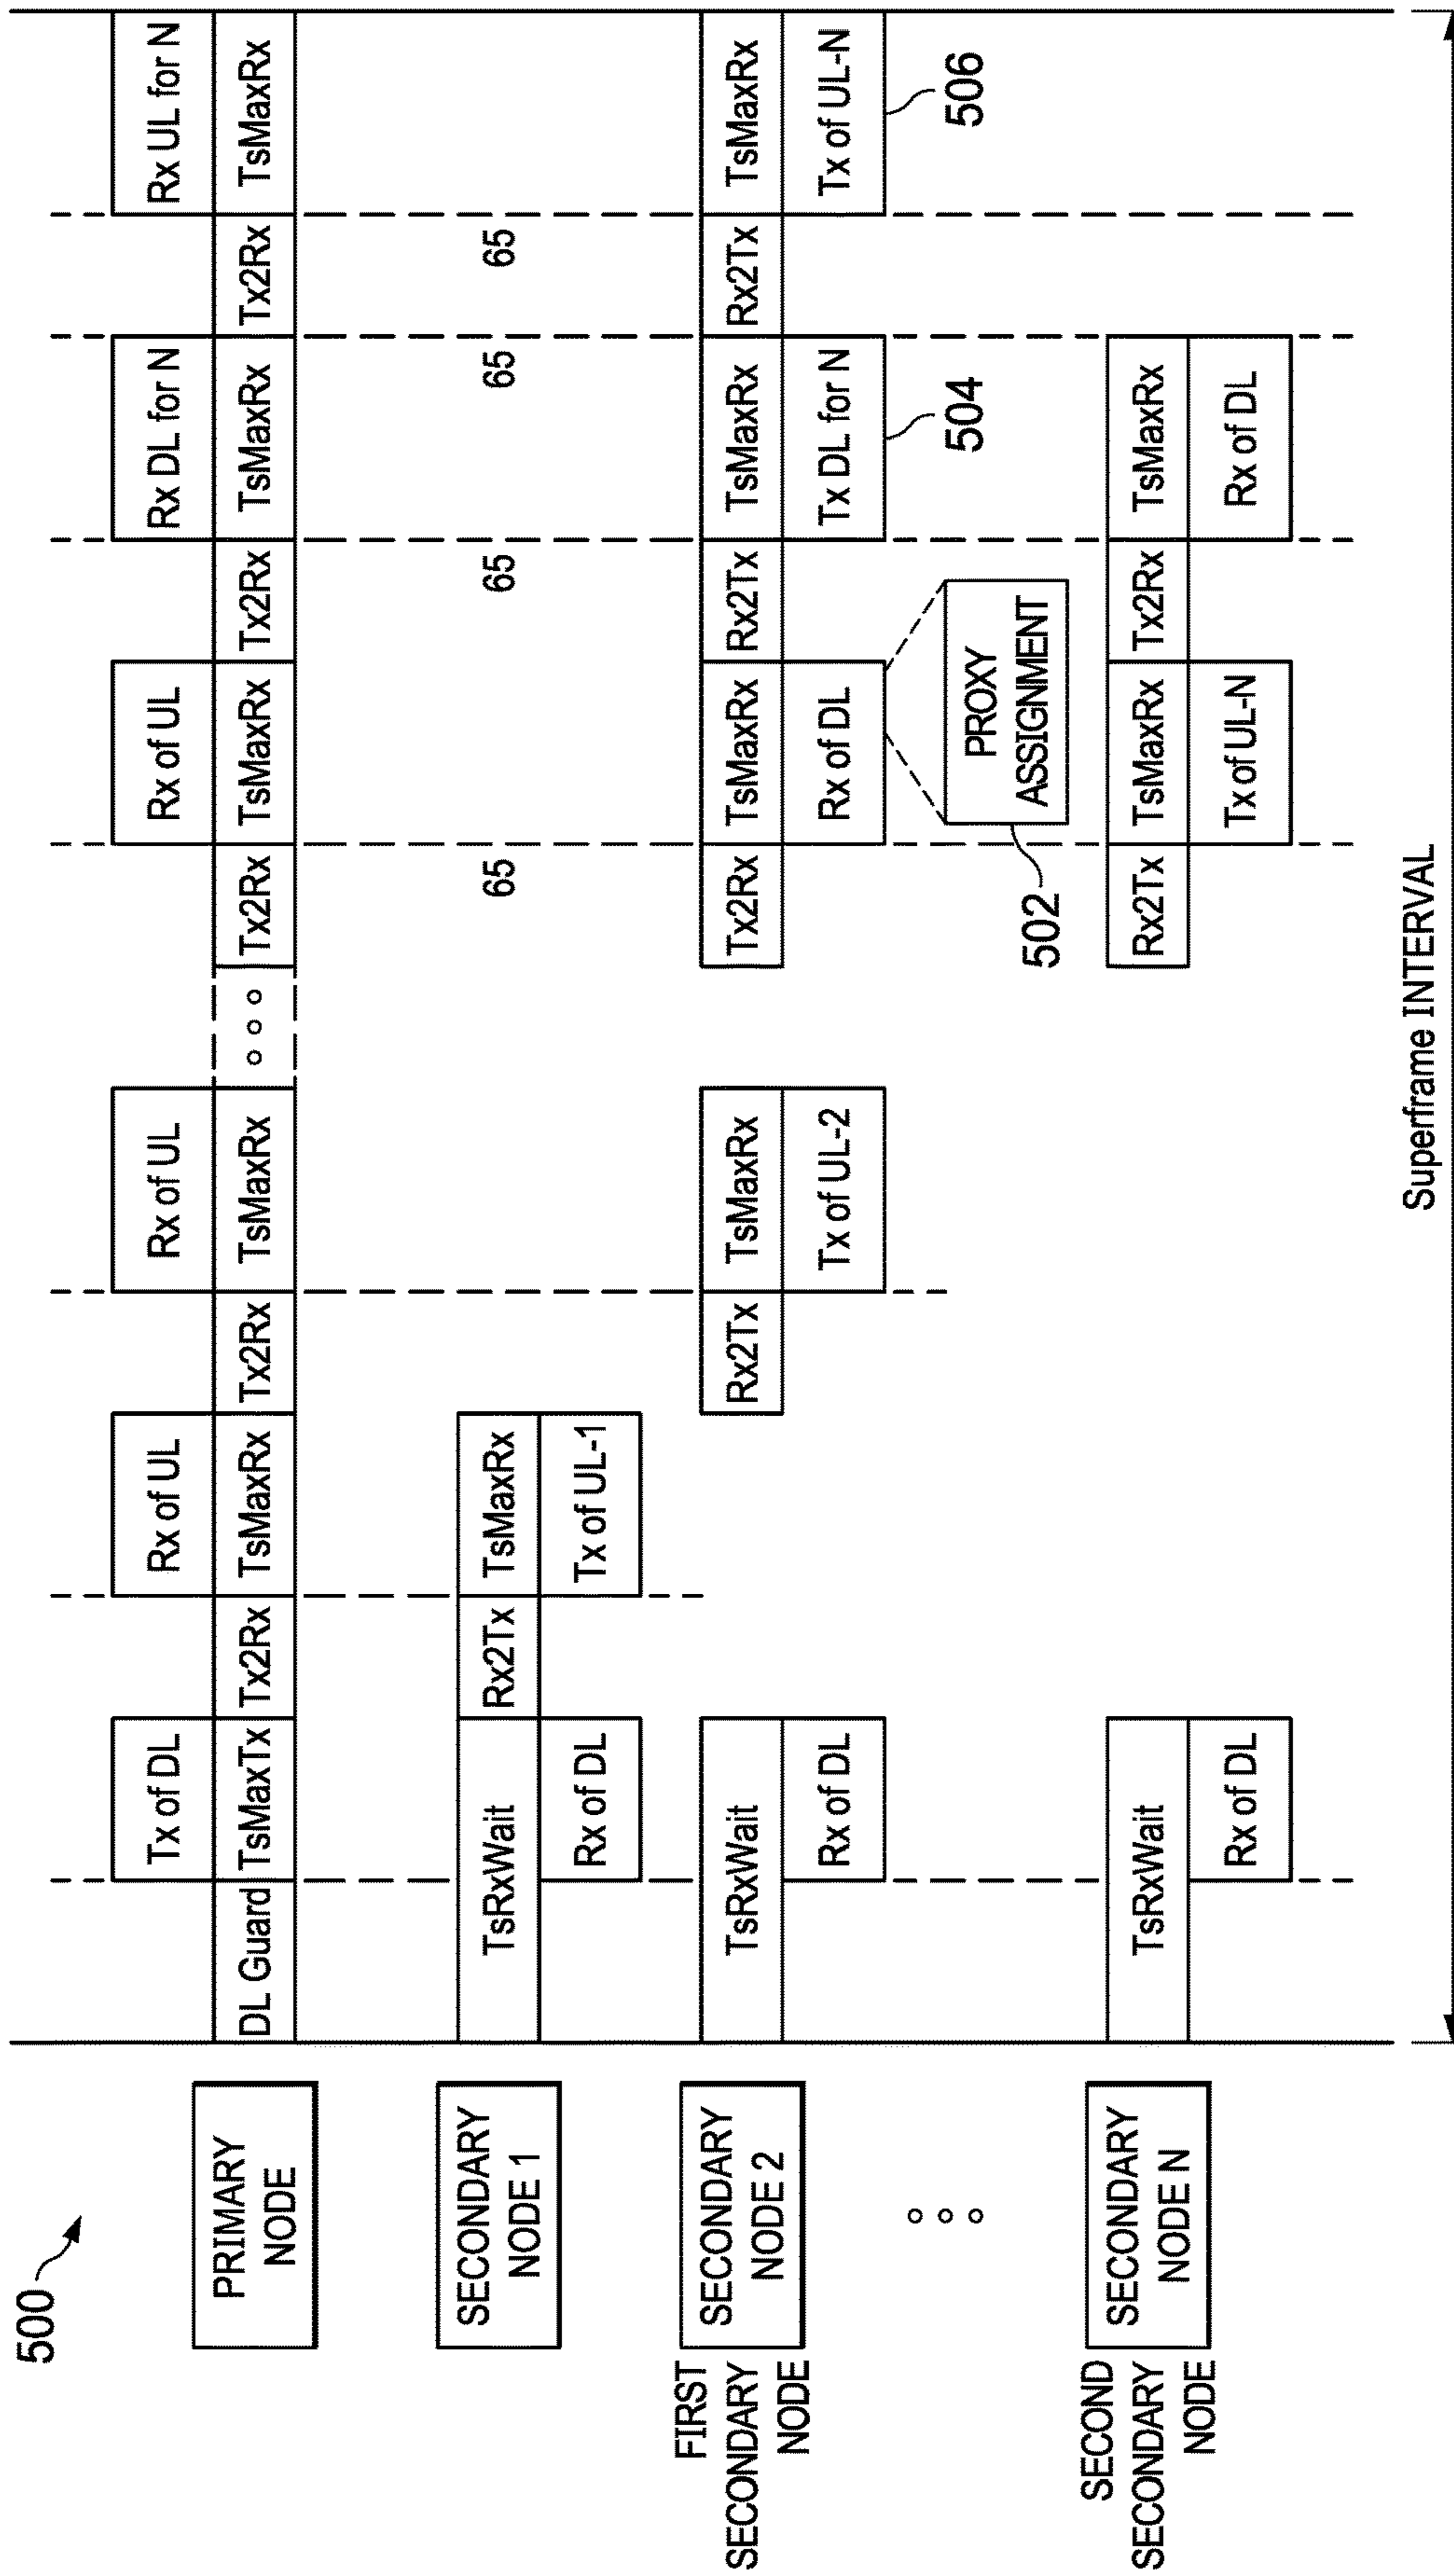 500
PRIMARY
NODE
Tx of DL
Rx of UL
Rx of UL
Rx of UL
Rx DL for N
Rx UL for N
DL Guard
TsMaxTx
Tx2Rx
TsMaxRx
Tx2Rx
TsMaxRx
Tx2Rx
TsMaxRx
Tx2Rx
TsMaxRx
Tx2Rx
TsMaxRx
SECONDARY
NODE 1
TsRxWait
Rx2Tx
TsMaxRx
65
65
65
65
Rx of DL
Tx of UL-1
FIRST
SECONDARY
NODE
SECONDARY
NODE 2
TsRxWait
Rx2Tx
TsMaxRx
Tx2Rx
TsMaxRx
Rx2Tx
TsMaxRx
Rx2Tx
TsMaxRx
Rx of DL
Tx of UL-2
Rx of DL
Tx DL for N
Tx of UL-N
504
506
PROXY
ASSIGNMENT
502
SECOND
SECONDARY
NODE
SECONDARY
NODE N
TsRxWait
Rx2Tx
TsMaxRx
Tx2Rx
TsMaxRx
Rx of DL
Tx of UL-N
Rx of DL
Superframe INTERVAL